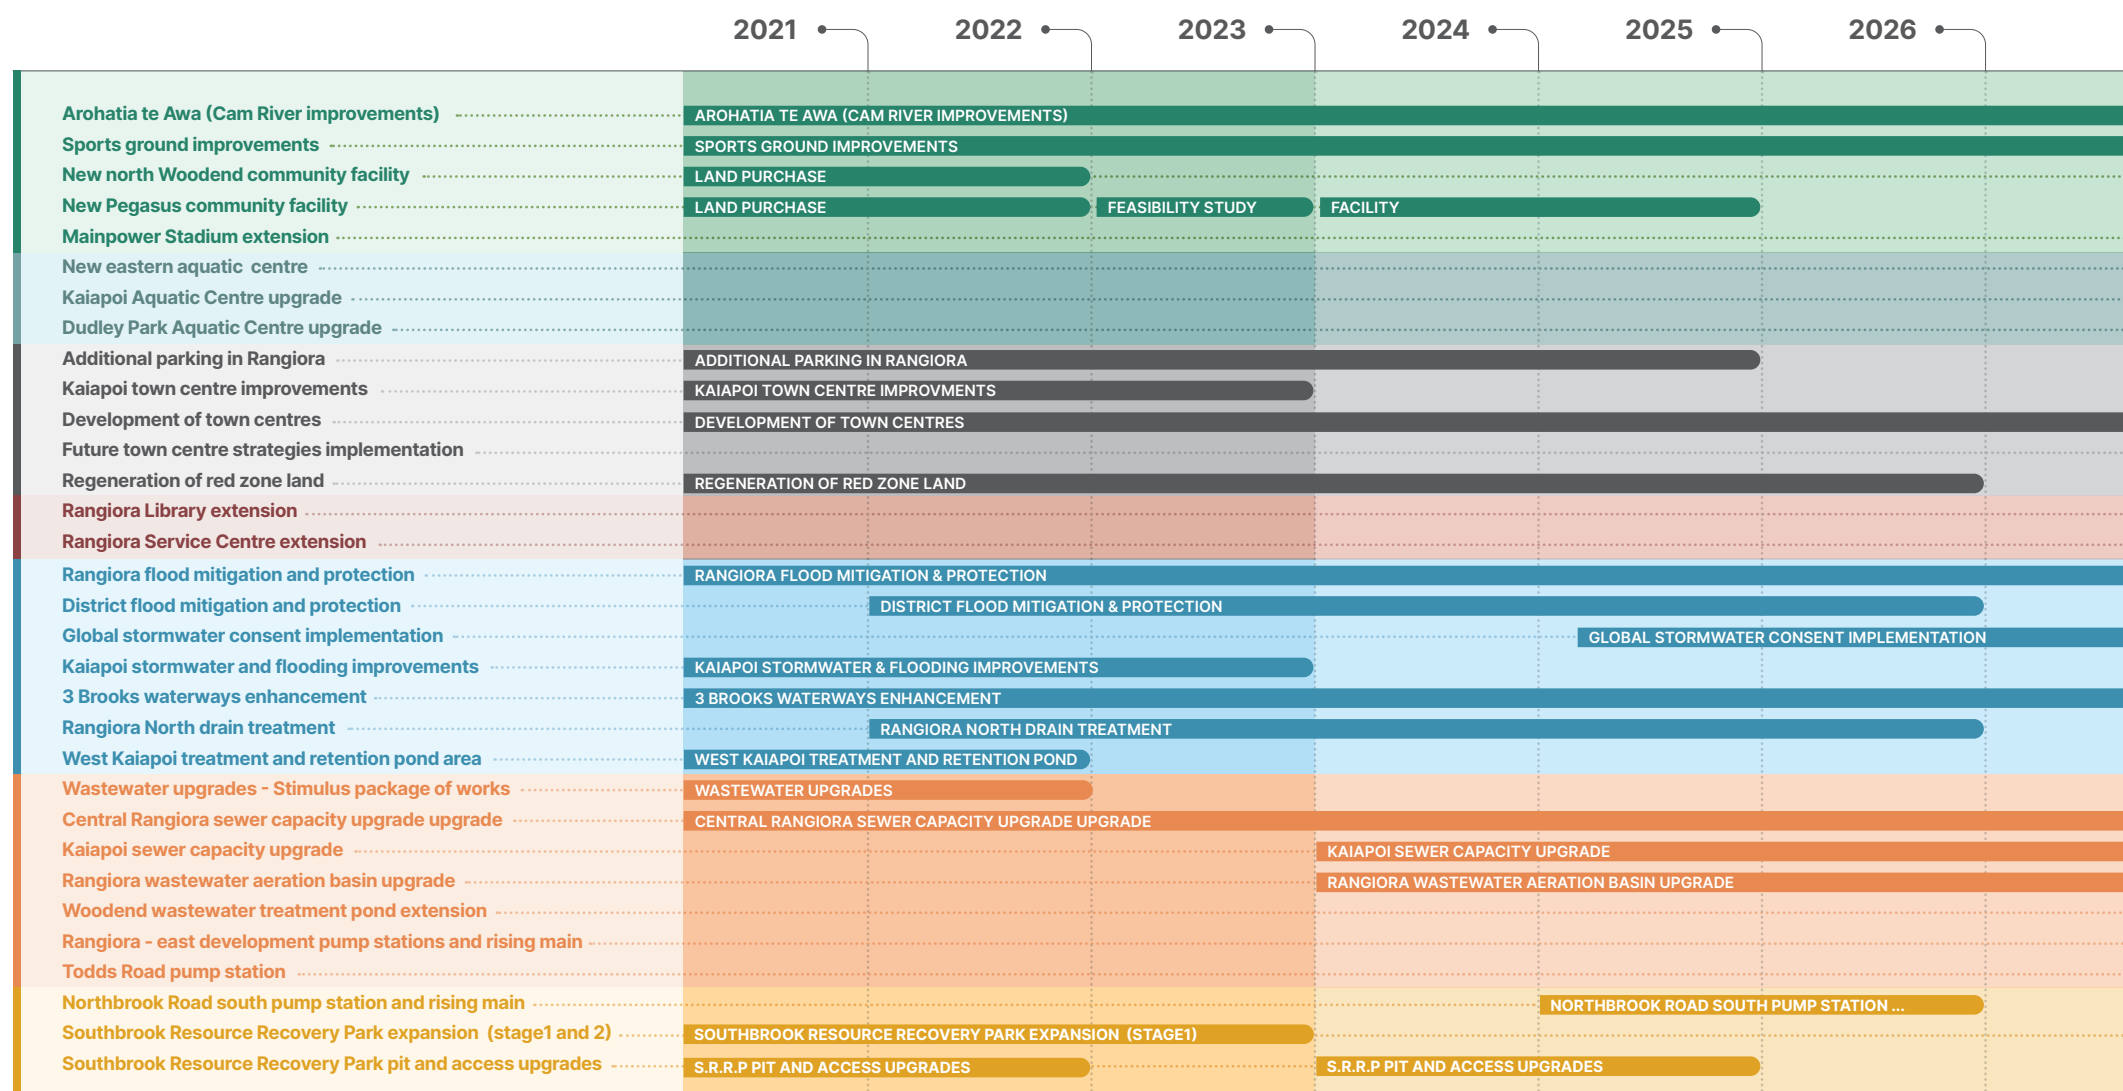 2021 2022 2023 2024 2025 2026
Arohatia te Awa (Cam River improvements) AROHATIA TE AWA (CAM RIVER IMPROVEMENTS)
Sports ground improvements SPORTS GROUND IMPROVEMENTS
New north Woodend community facility LAND PURCHASE
New Pegasus community facility LAND PURCHASE FEASIBILITY STUDY FACILITY
Mainpower Stadium extension
New eastern aquatic centre
Kaiapoi Aquatic Centre upgrade
Dudley Park Aquatic Centre upgrade
Additional parking in Rangiora ADDITIONAL PARKING IN RANGIORA
Kaiapoi town centre improvements KAIAPOI TOWN CENTRE IMPROVMENTS
Development of town centres DEVELOPMENT OF TOWN CENTRES
Future town centre strategies implementation
Regeneration of red zone land REGENERATION OF RED ZONE LAND
Rangiora Library extension
Rangiora Service Centre extension
Rangiora flood mitigation and protection RANGIORA FLOOD MITIGATION & PROTECTION
District flood mitigation and protection DISTRICT FLOOD MITIGATION & PROTECTION
Global stormwater consent implementation GLOBAL STORMWATER CONSENT IMPLEMENTATION
Kaiapoi stormwater and flooding improvements KAIAPOI STORMWATER & FLOODING IMPROVEMENTS
3 Brooks waterways enhancement 3 BROOKS WATERWAYS ENHANCEMENT
Rangiora North drain treatment RANGIORA NORTH DRAIN TREATMENT
West Kaiapoi treatment and retention pond area WEST KAIAPOI TREATMENT AND RETENTION POND
Wastewater upgrades - Stimulus package of works WASTEWATER UPGRADES
Central Rangiora sewer capacity upgrade upgrade CENTRAL RANGIORA SEWER CAPACITY UPGRADE UPGRADE
Kaiapoi sewer capacity upgrade KAIAPOI SEWER CAPACITY UPGRADE
Rangiora wastewater aeration basin upgrade RANGIORA WASTEWATER AERATION BASIN UPGRADE
Woodend wastewater treatment pond extension
Rangiora - east development pump stations and rising main
Todds Road pump station
Northbrook Road south pump station and rising main NORTHBROOK ROAD SOUTH PUMP STATION ...
Southbrook Resource Recovery Park expansion (stage1 and 2) SOUTHBROOK RESOURCE RECOVERY PARK EXPANSION (STAGE1)
Southbrook Resource Recovery Park pit and access upgrades S.R.R.P PIT AND ACCESS UPGRADES S.R.R.P PIT AND ACCESS UPGRADES